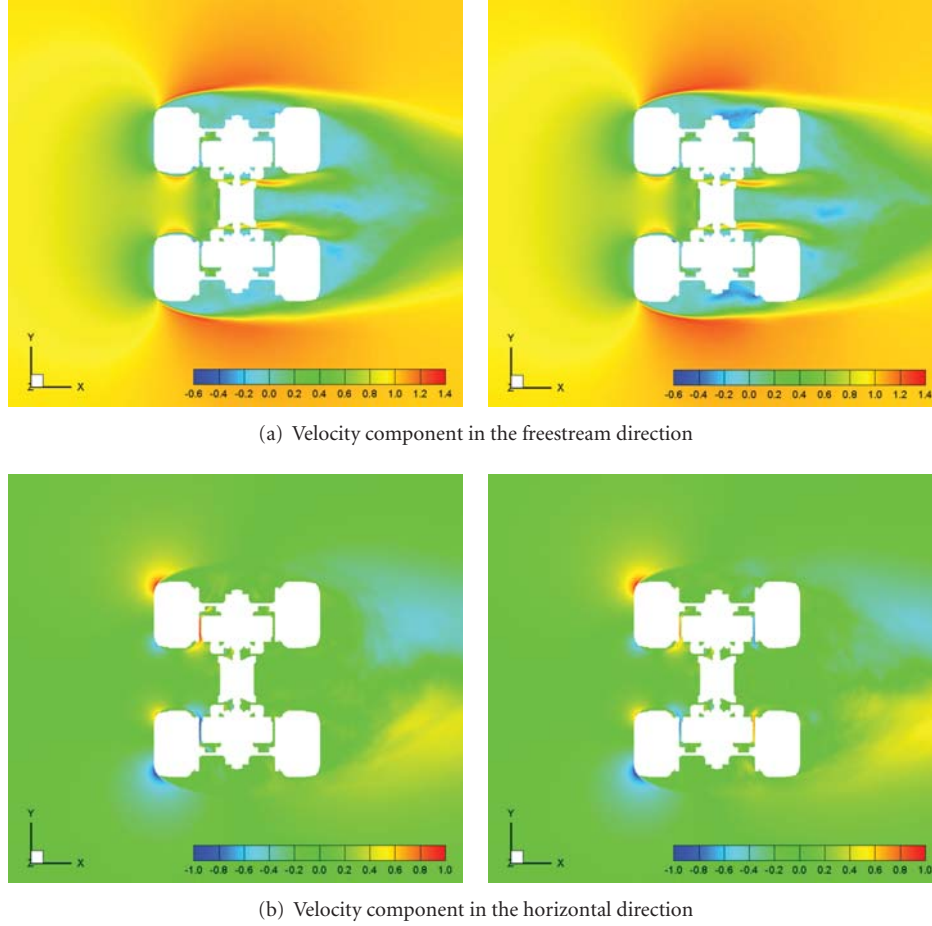 Y
Z X
-0.6 -0.4 -0.2 0.0 0.2 0.4 0.6 0.8 1.0 1.2 1.4
Y
Z X
-0.6 -0.4 -0.2 0.0 0.2 0.4 0.6 0.8 1.0 1.2 1.4
(a) Velocity component in the freestream direction
Y
Z X
-1.0 -0.8 -0.6 -0.4 -0.2 0.0 0.2 0.4 0.6 0.8 1.0
Y
Z X
-1.0 -0.8 -0.6 -0.4 -0.2 0.0 0.2 0.4 0.6 0.8 1.0
(b) Velocity component in the horizontal direction